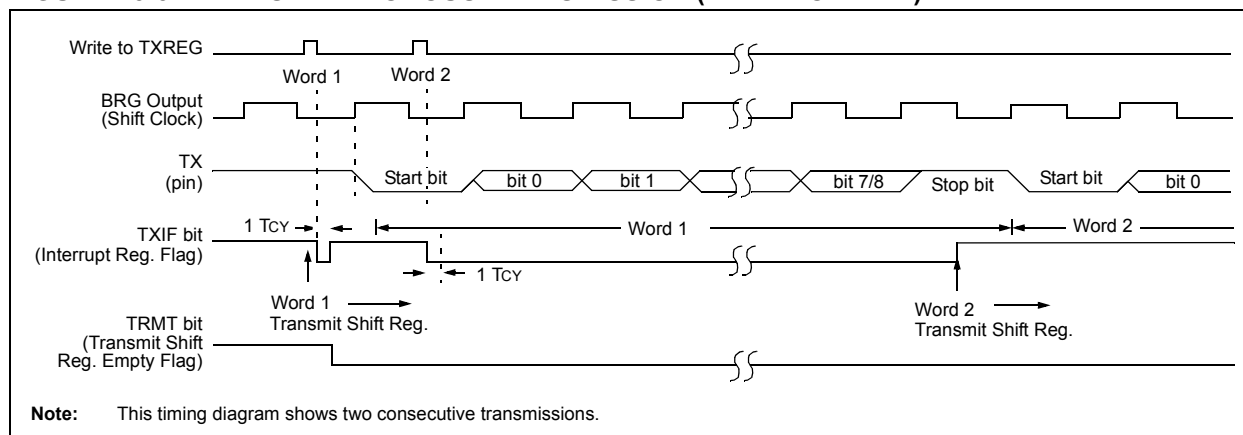 Write to TXREG
Word 1
Word 2
BRG Output
(Shift Clock)
TX
(pin)
Start bit
bit 0
bit 1
bit 7/8
Stop bit
Start bit
bit 0
1 TCY
Word 1
Word 2
TXIF bit
(Interrupt Reg. Flag)
1 TCY
Word 1
Transmit Shift Reg.
Word 2
Transmit Shift Reg.
TRMT bit
(Transmit Shift
Reg. Empty Flag)
Note: This timing diagram shows two consecutive transmissions.